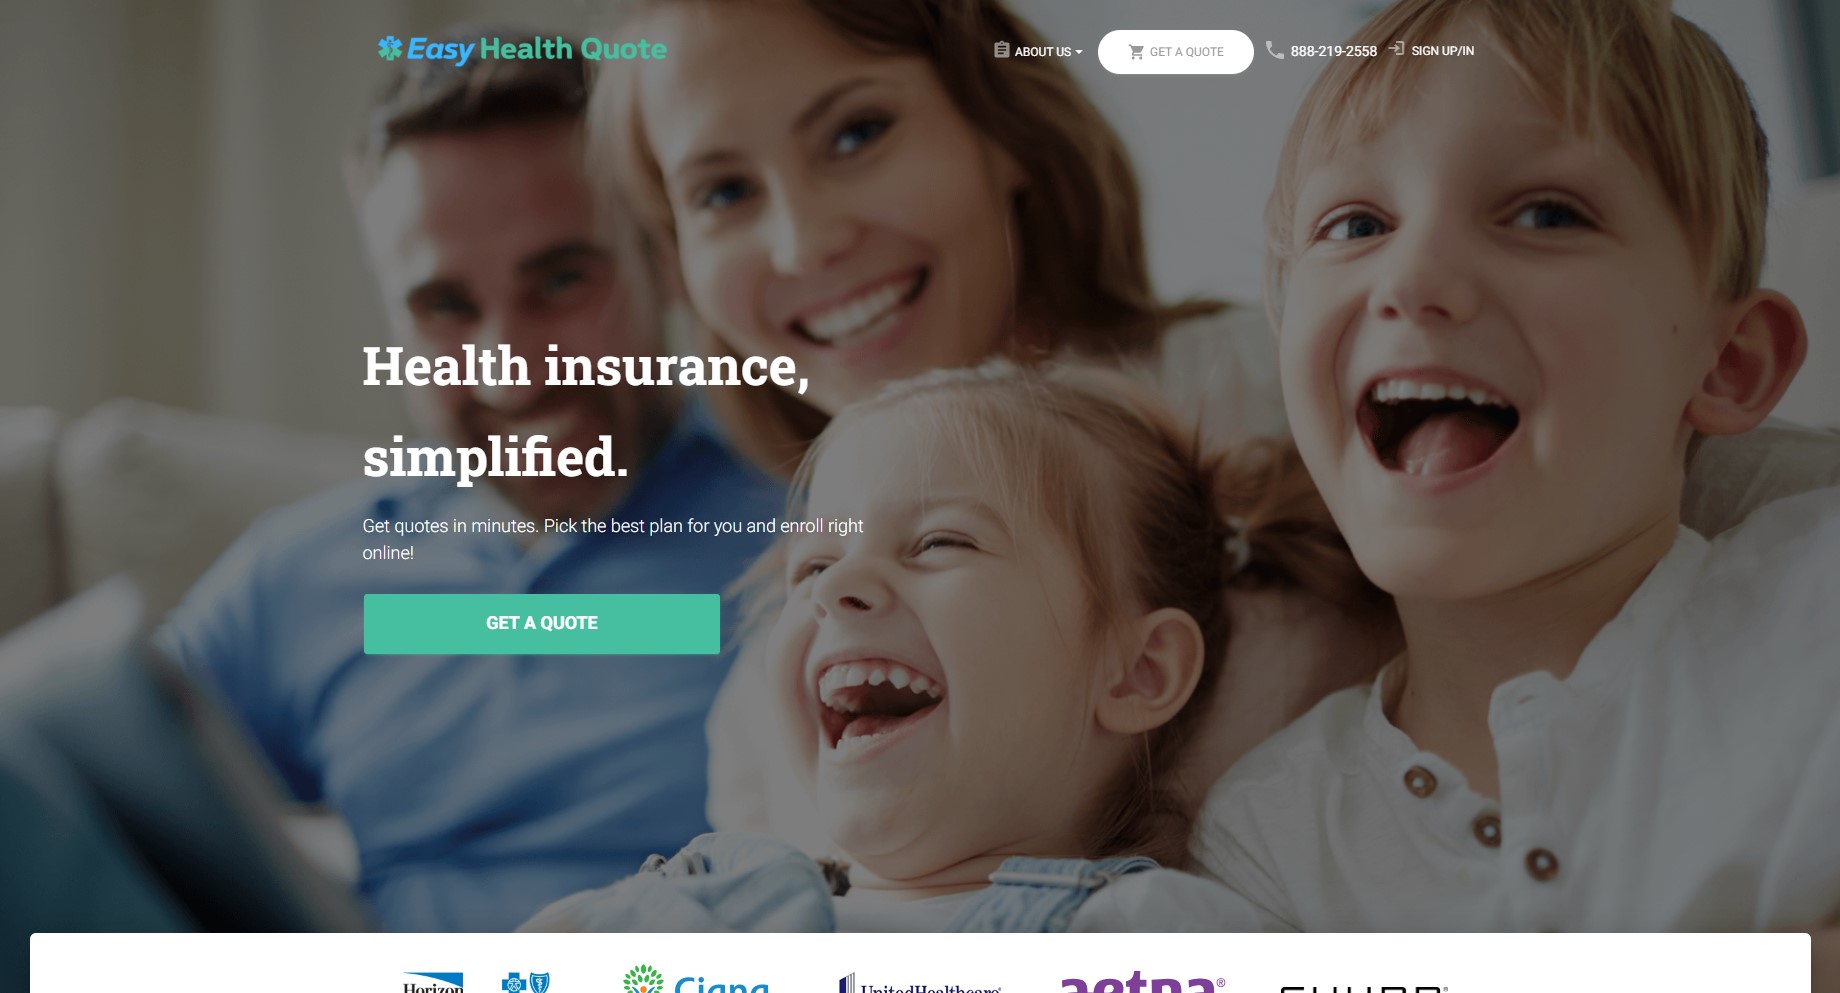 Easy Health Quote
ABOUT US
GET A QUOTE
888-219-2558
SIGN UP/IN
Health insurance,
simplified.
Get quotes in minutes. Pick the best plan for you and enroll right
online!
GET A QUOTE
Horizon
Cigna
UnitedHealthcare
aetna®